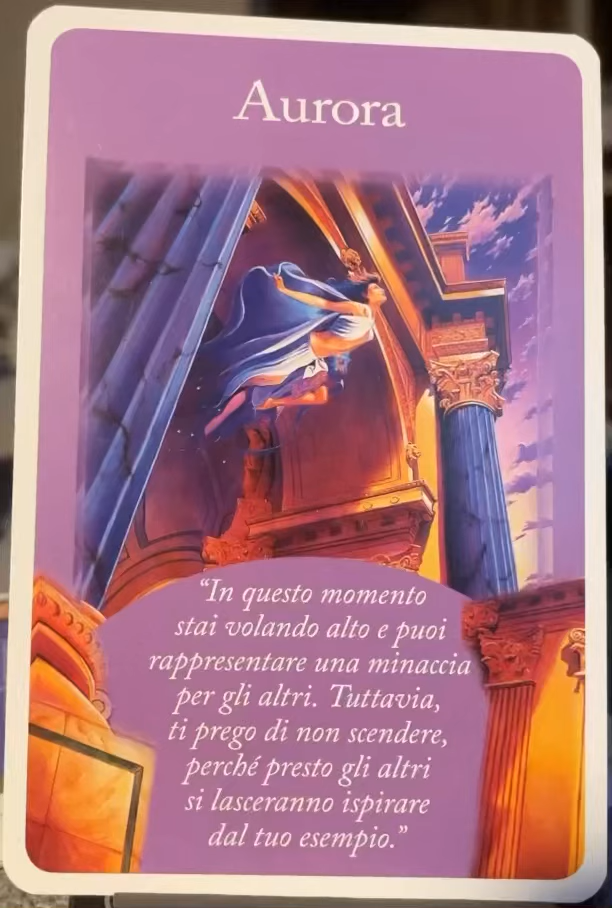 Aurora
“In questo momento
stai volando alto e puoi
rappresentare una minaccia
per gli altri. Tuttavia,
ti prego di non scendere,
perché presto gli altri
si lasceranno ispirare
dal tuo esempio.”